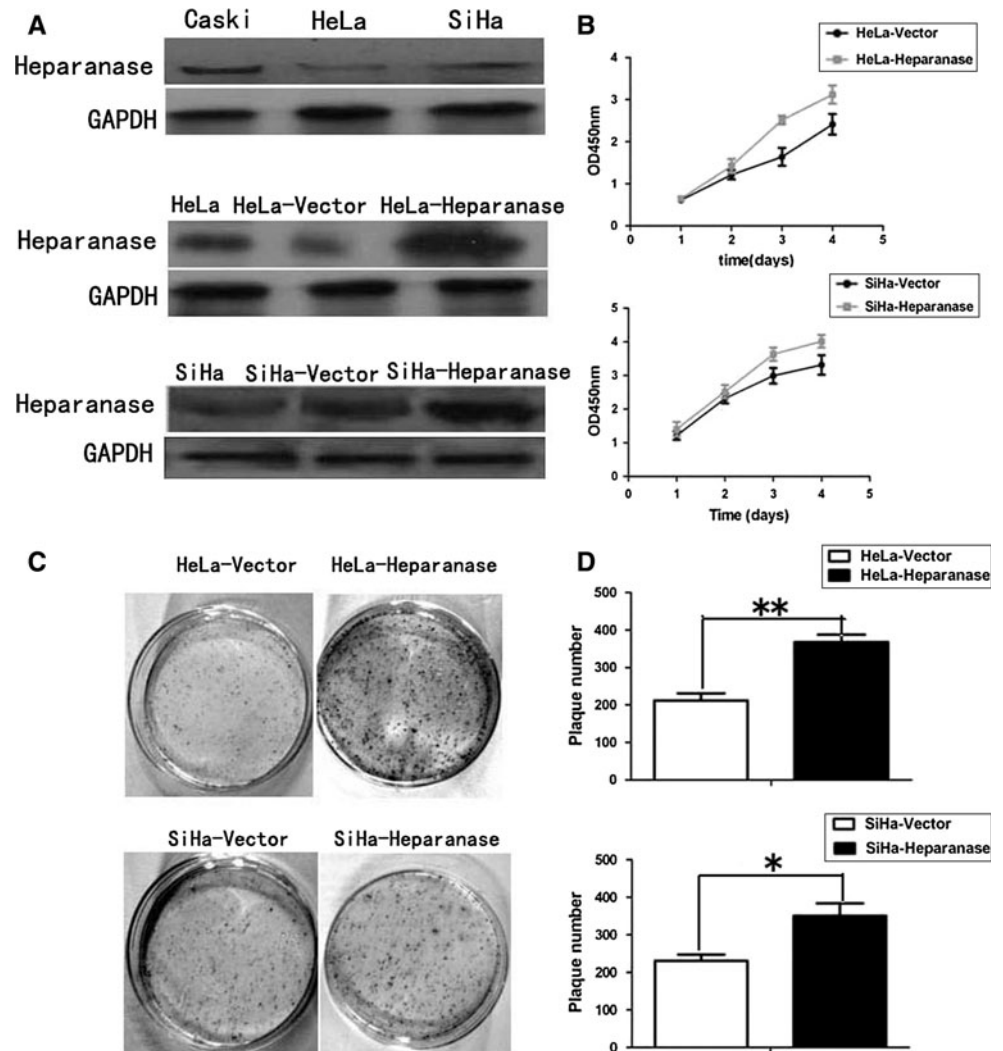 A
Caski HeLa SiHa
Heparanase
GAPDH
HeLa HeLa-Vector HeLa-Heparanase
Heparanase
GAPDH
SiHa SiHa-Vector SiHa-Heparanase
Heparanase
GAPDH
B
HeLa-Vector
HeLa-Heparanase
OD450nm
4
3
2
1
0
0 1 2 3 4 5
time(days)
SiHa-Vector
SiHa-Heparanase
OD450nm
5
4
3
2
1
0
0 1 2 3 4 5
Time (days)
C
HeLa-Vector HeLa-Heparanase
SiHa-Vector SiHa-Heparanase
D
HeLa-Vector
HeLa-Heparanase
Plaque number
500
400
300
200
100
0
**
SiHa-Vector
SiHa-Heparanase
Plaque number
500
400
300
200
100
0
*